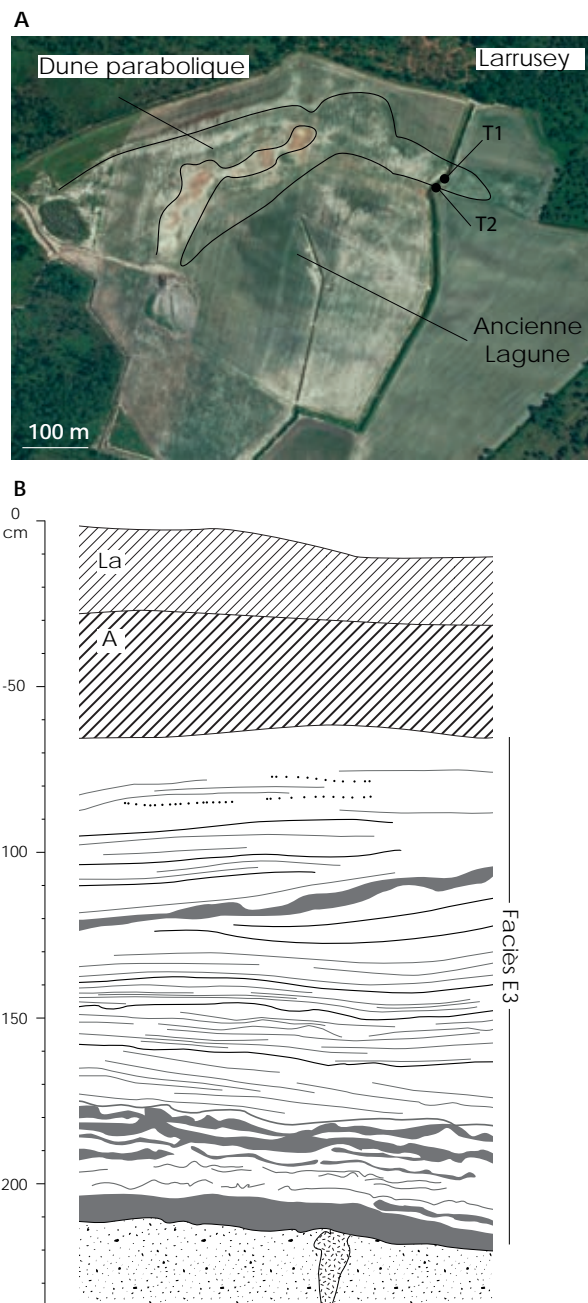 A
Dune parabolique
Larrusey
T1
T2
Ancienne
Lagune
100 m
B
0
cm
La
A
-50
100
Faciès E3
150
200